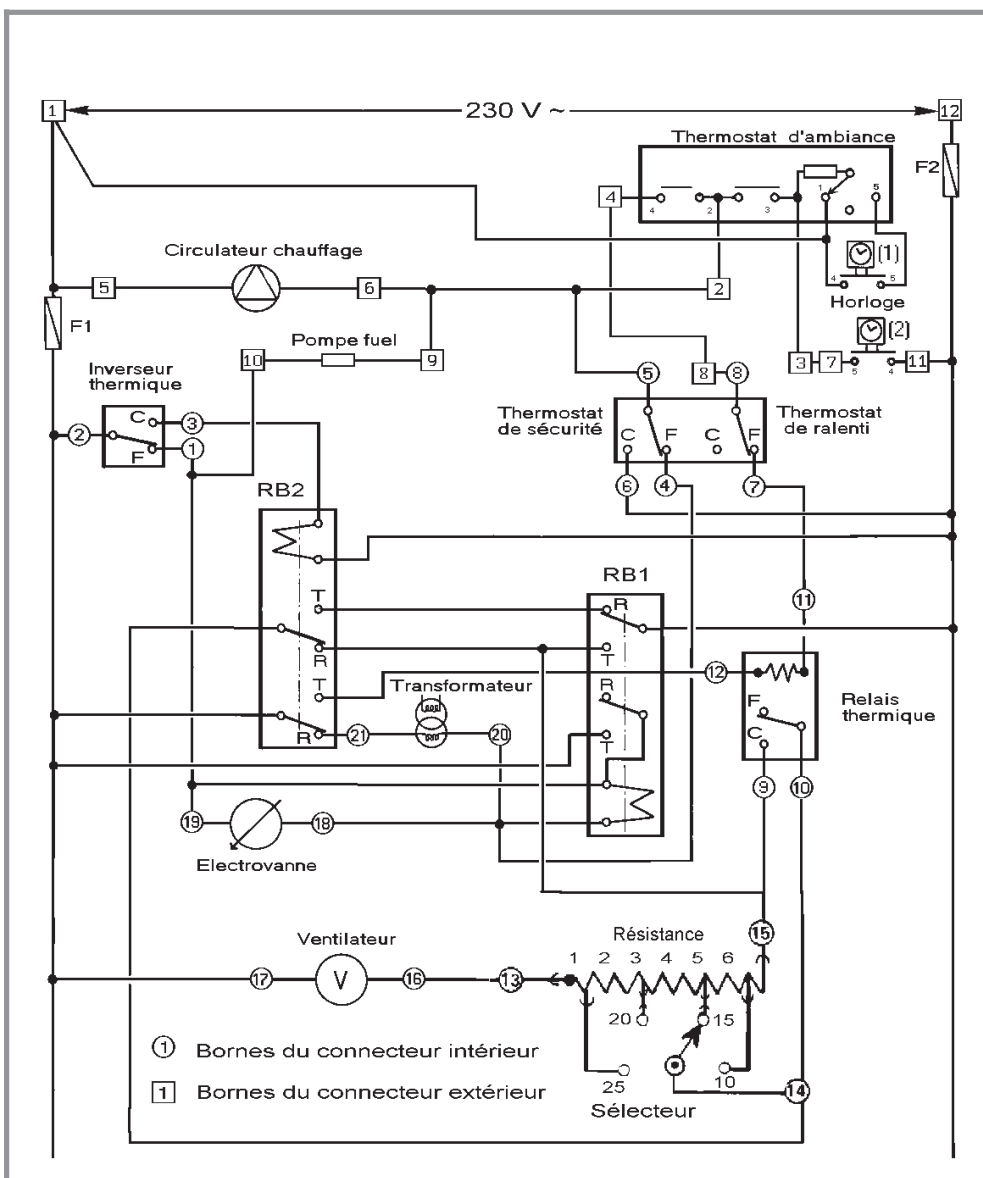 1 230 V ~ 12
Thermostat d'ambiance
F2
4
4 2 3 1 5
Circulateur chauffage
(1)
4 5
5 6 2
Horloge
F1
(2)
Pompe fuel
10 9 3 7 5 4 11
Inverseur
thermique
5 8 8
C 3
Thermostat
de sécurité
Thermostat
de ralenti
2
F 1
C F C F
RB2
6 4 7
RB1
T R
11
R T
12
T R
Transformateur
Relais
thermique
F
R 21 20 T
C
9 10
19 18
Electrovanne
15
Ventilateur
Résistance
1 2 3 4 5 6
17 V 16 13
20 15
1 Bornes du connecteur intérieur
25 10 14
1 Bornes du connecteur extérieur
Sélecteur